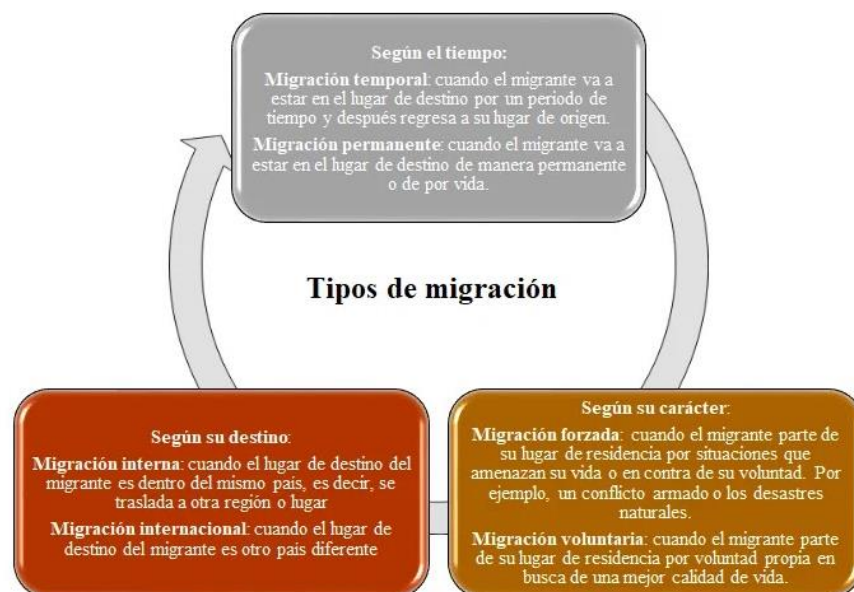 Según el tiempo:
Migración temporal: cuando el migrante va a
estar en el lugar de destino por un periodo de
tiempo y después regresa a su lugar de origen.
Migración permanente: cuando el migrante va a
estar en el lugar de destino de manera permanente
o de por vida.
Tipos de migración
Según su destino:
Migración interna: cuando el lugar de destino del
migrante es dentro del mismo país, es decir, se
traslada a otra región o lugar
Migración internacional: cuando el lugar de
destino del migrante es otro país diferente
Según su carácter:
Migración forzada: cuando el migrante parte de
su lugar de residencia por situaciones que
amenazan su vida o en contra de su voluntad. Por
ejemplo, un conflicto armado o los desastres
naturales.
Migración voluntaria: cuando el migrante parte
de su lugar de residencia por voluntad propia en
busca de una mejor calidad de vida.